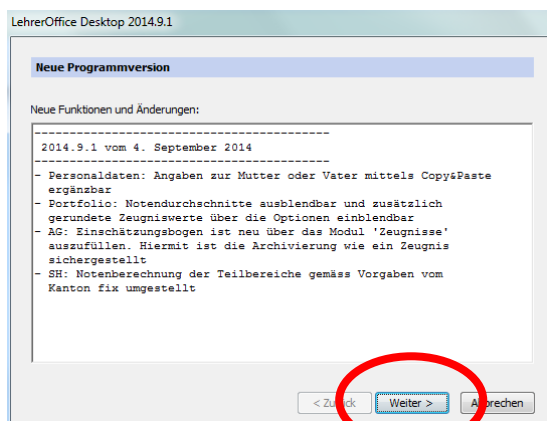 LehrerOffice Desktop 2014.9.1
Neue Programmversion
Neue Funktionen und Änderungen:
------------------------------------------
2014.9.1 vom 4. September 2014
------------------------------------------
- Personaldaten: Angaben zur Mutter oder Vater mittels Copy&Paste
ergänzbar
- Portfolio: Notendurchschnitte ausblendbar und zusätzlich
gerundete Zeugniswerte über die Optionen einblendbar
- AG: Einschätzungsbogen ist neu über das Modul 'Zeugnisse'
auszufüllen. Hiermit ist die Archivierung wie ein Zeugnis
sichergestellt
- SH: Notenberechnung der Teilbereiche gemäss Vorgaben vom
Kanton fix umgestellt
< Zurück Weiter > Abbrechen